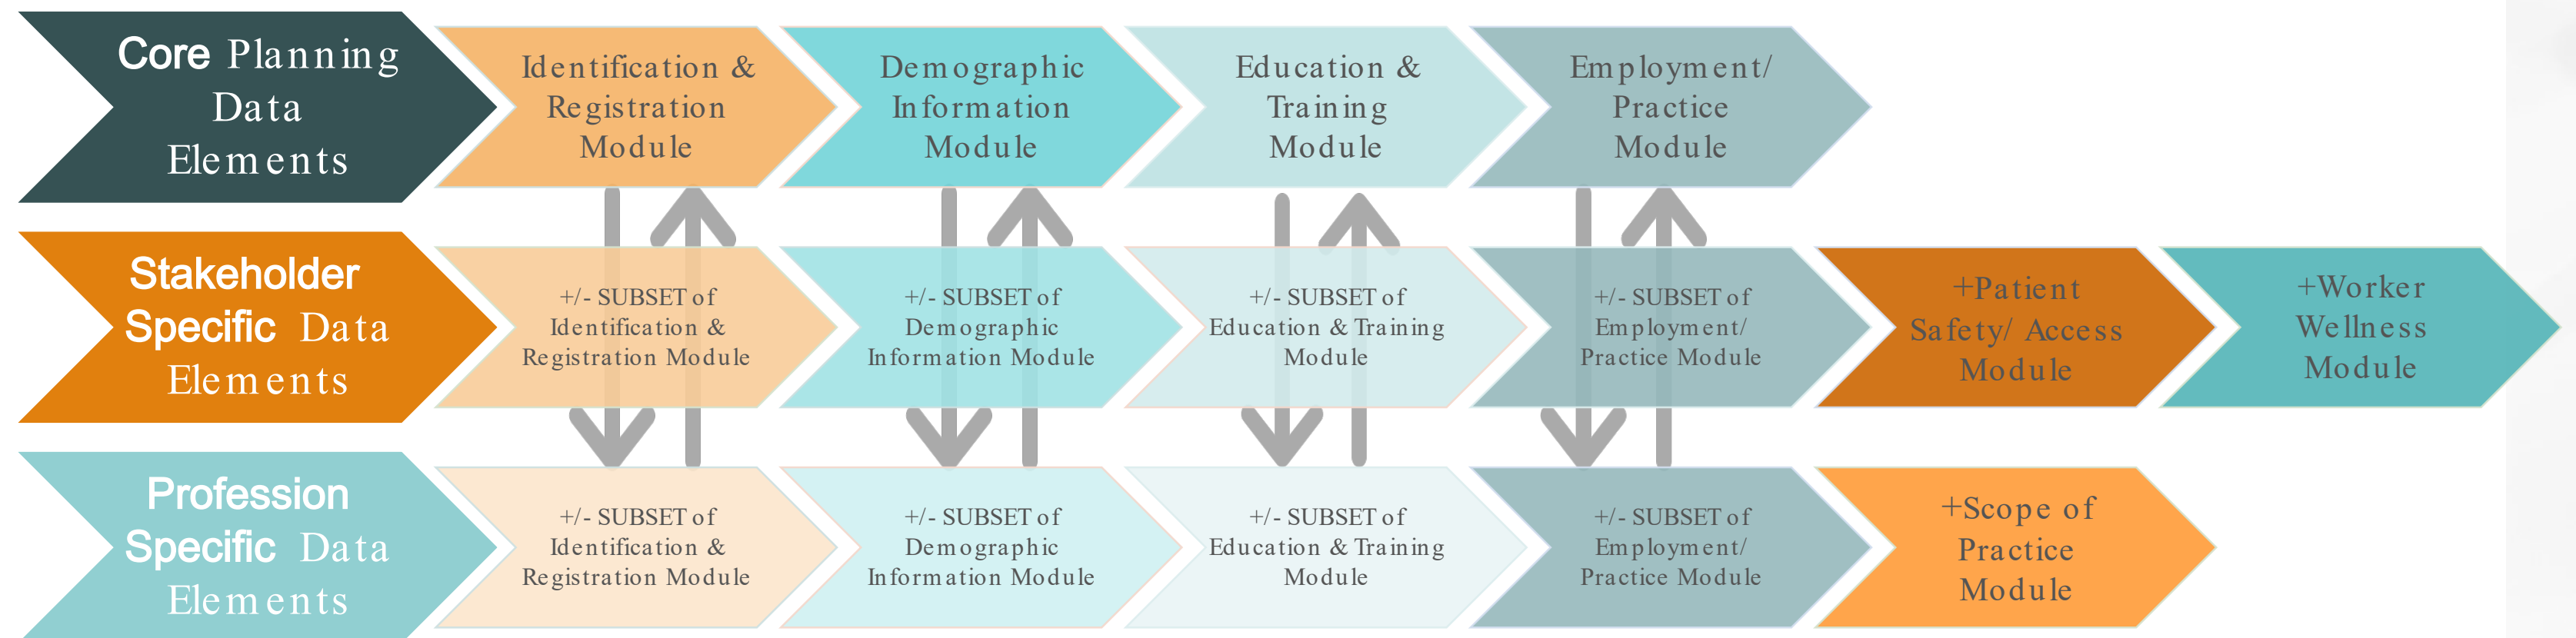 Core Planning
Data
Elements
Identification &
Registration
Module
Demographic
Information
Module
Education &
Training
Module
Employment/
Practice
Module
Stakeholder
Specific Data
Elements
+/- SUBSET of
Identification &
Registration Module
+/- SUBSET of
Demographic
Information Module
+/- SUBSET of
Education & Training
Module
+/- SUBSET of
Employment/
Practice Module
+Patient
Safety/ Access
Module
+Worker
Wellness
Module
Profession
Specific Data
Elements
+/- SUBSET of
Identification &
Registration Module
+/- SUBSET of
Demographic
Information Module
+/- SUBSET of
Education & Training
Module
+/- SUBSET of
Employment/
Practice Module
+Scope of
Practice
Module